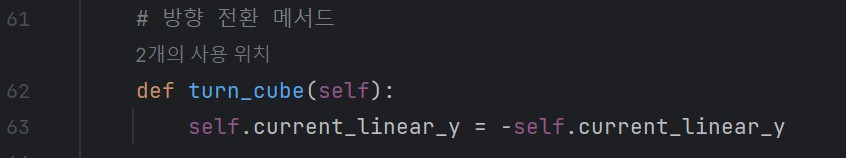 61 # 방향 전환 메서드
2개의 사용 위치
62 def turn_cube(self):
63 self.current_linear_y = -self.current_linear_y